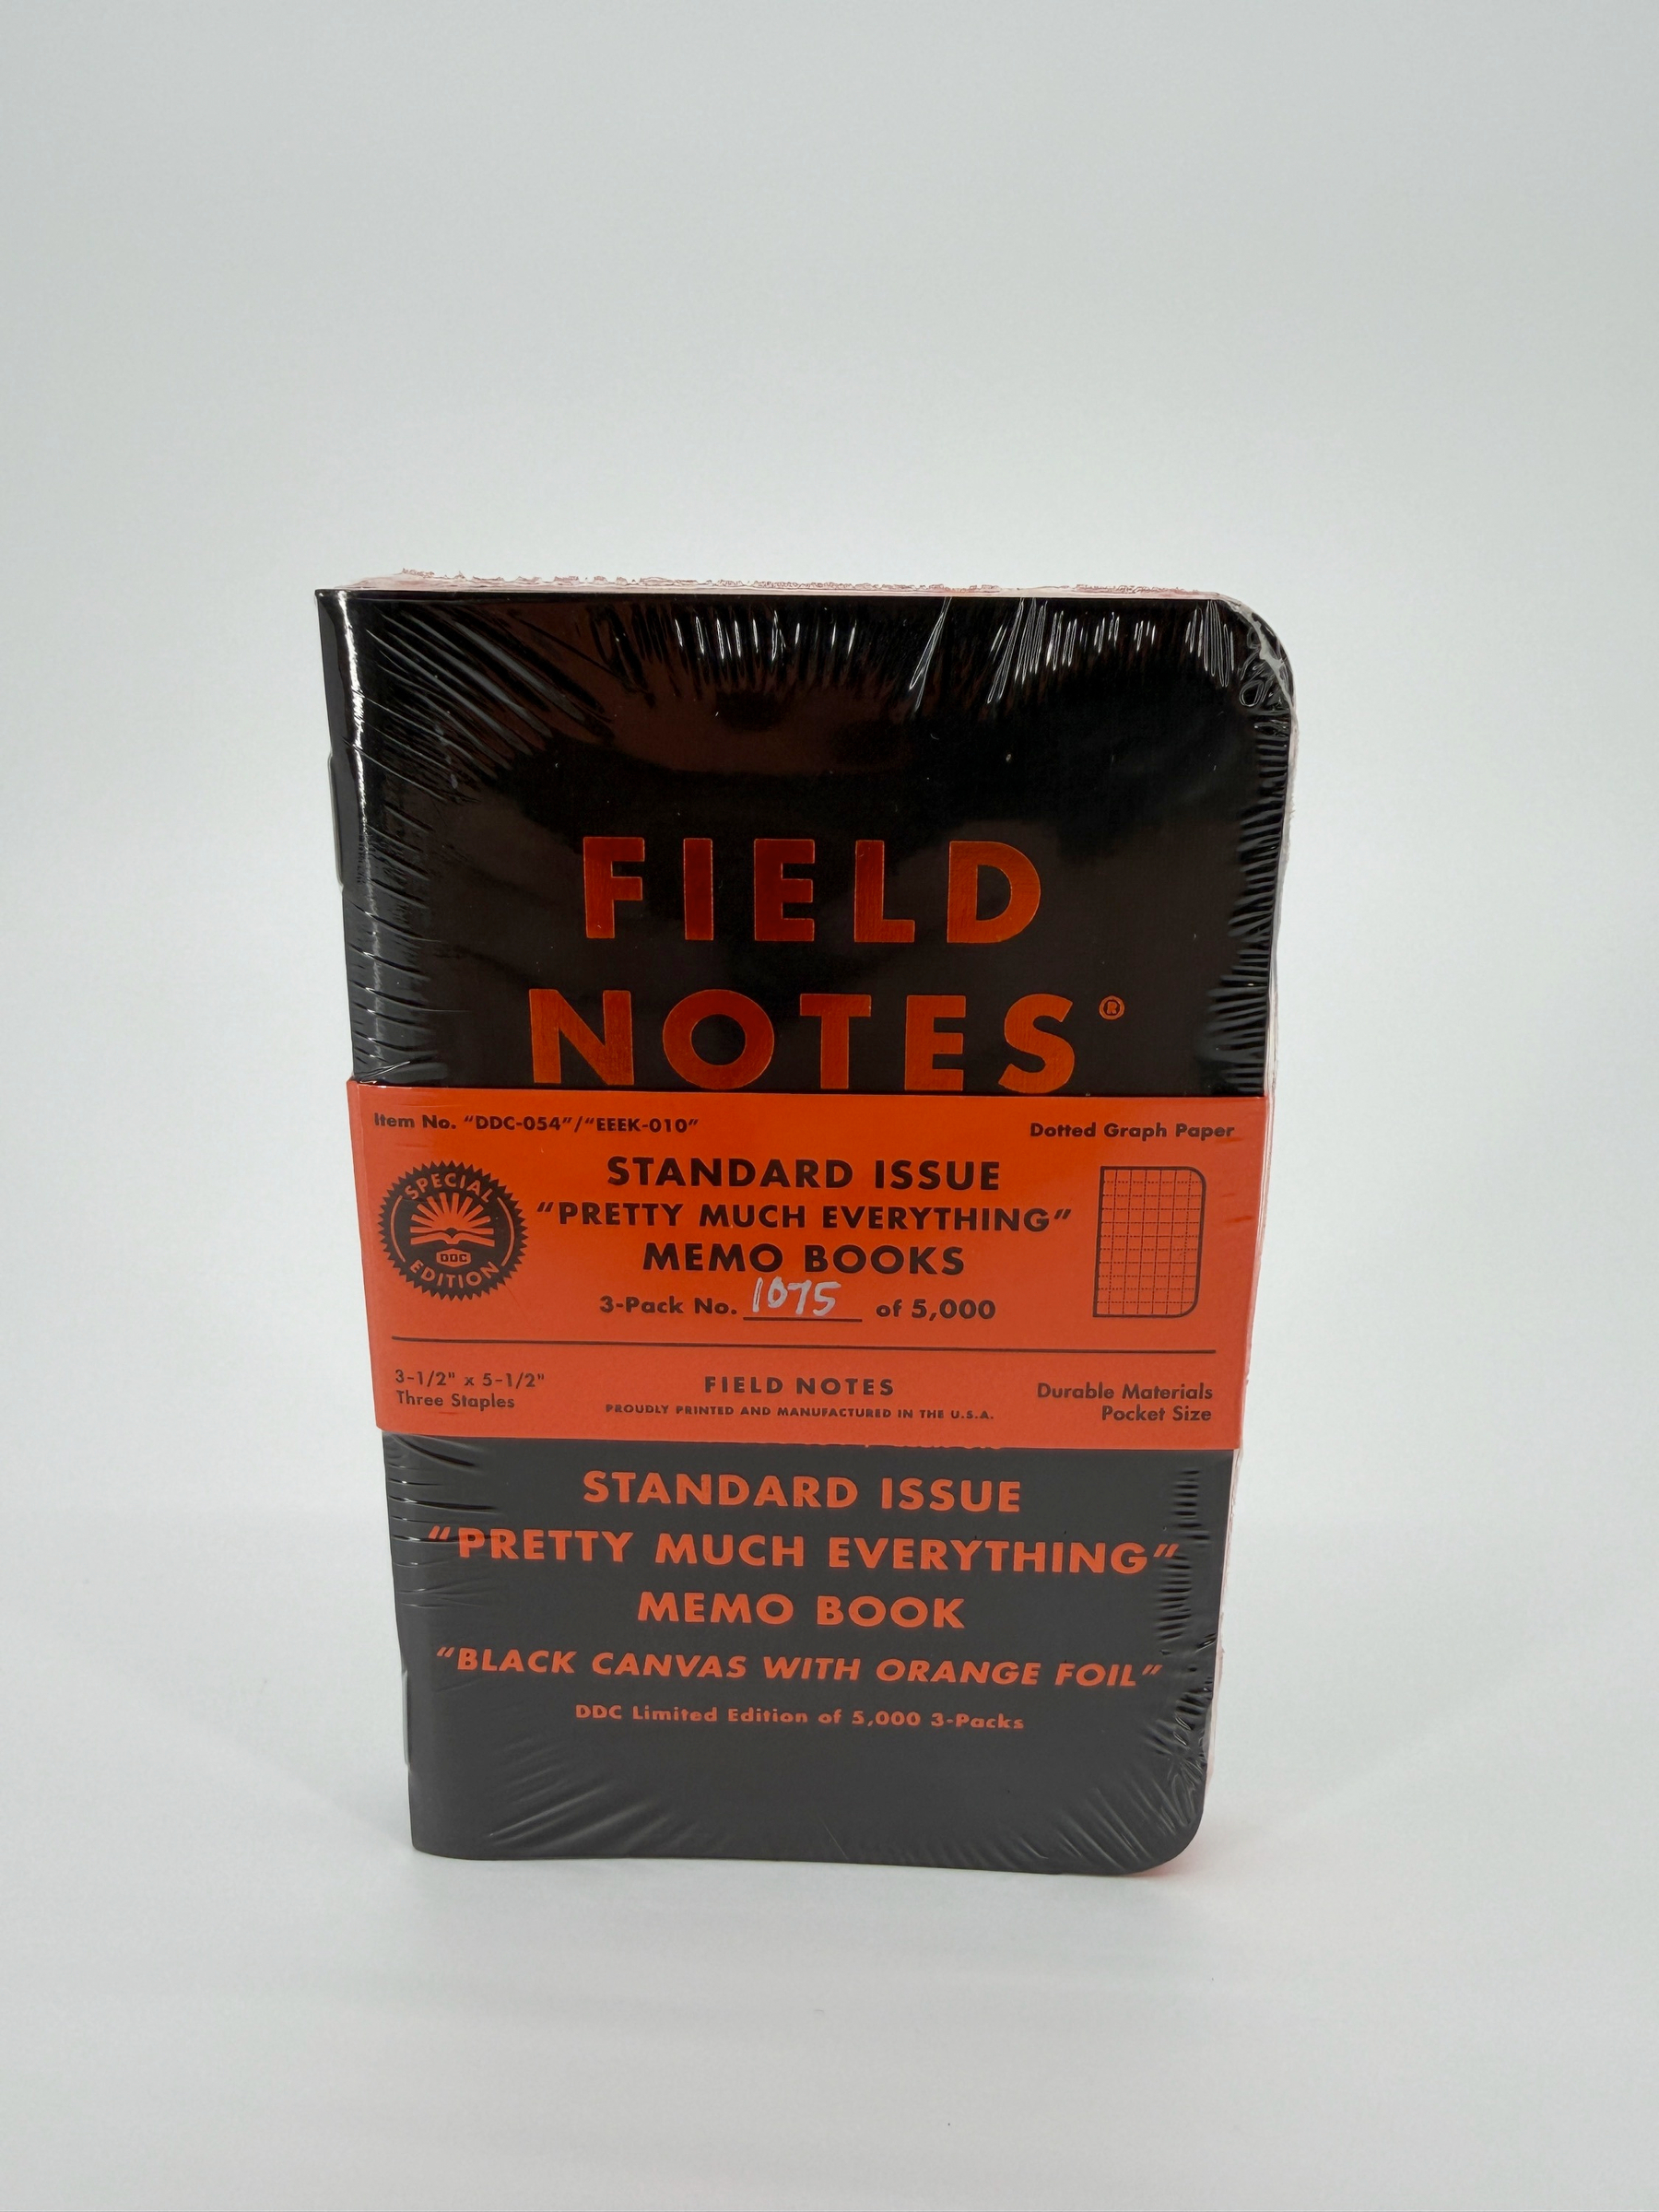 FIELD
NOTES®
Item No. “DDC-054”/“EEEK-010”
Dotted Graph Paper
SPECIAL
DDC
EDITION
STANDARD ISSUE
“PRETTY MUCH EVERYTHING”
MEMO BOOKS
3-Pack No. 1075 of 5,000
3-1/2" x 5-1/2"
Three Staples
FIELD NOTES
PROUDLY PRINTED AND MANUFACTURED IN THE U.S.A.
Durable Materials
Pocket Size
STANDARD ISSUE
“PRETTY MUCH EVERYTHING”
MEMO BOOK
“BLACK CANVAS WITH ORANGE FOIL”
DDC Limited Edition of 5,000 3-Packs